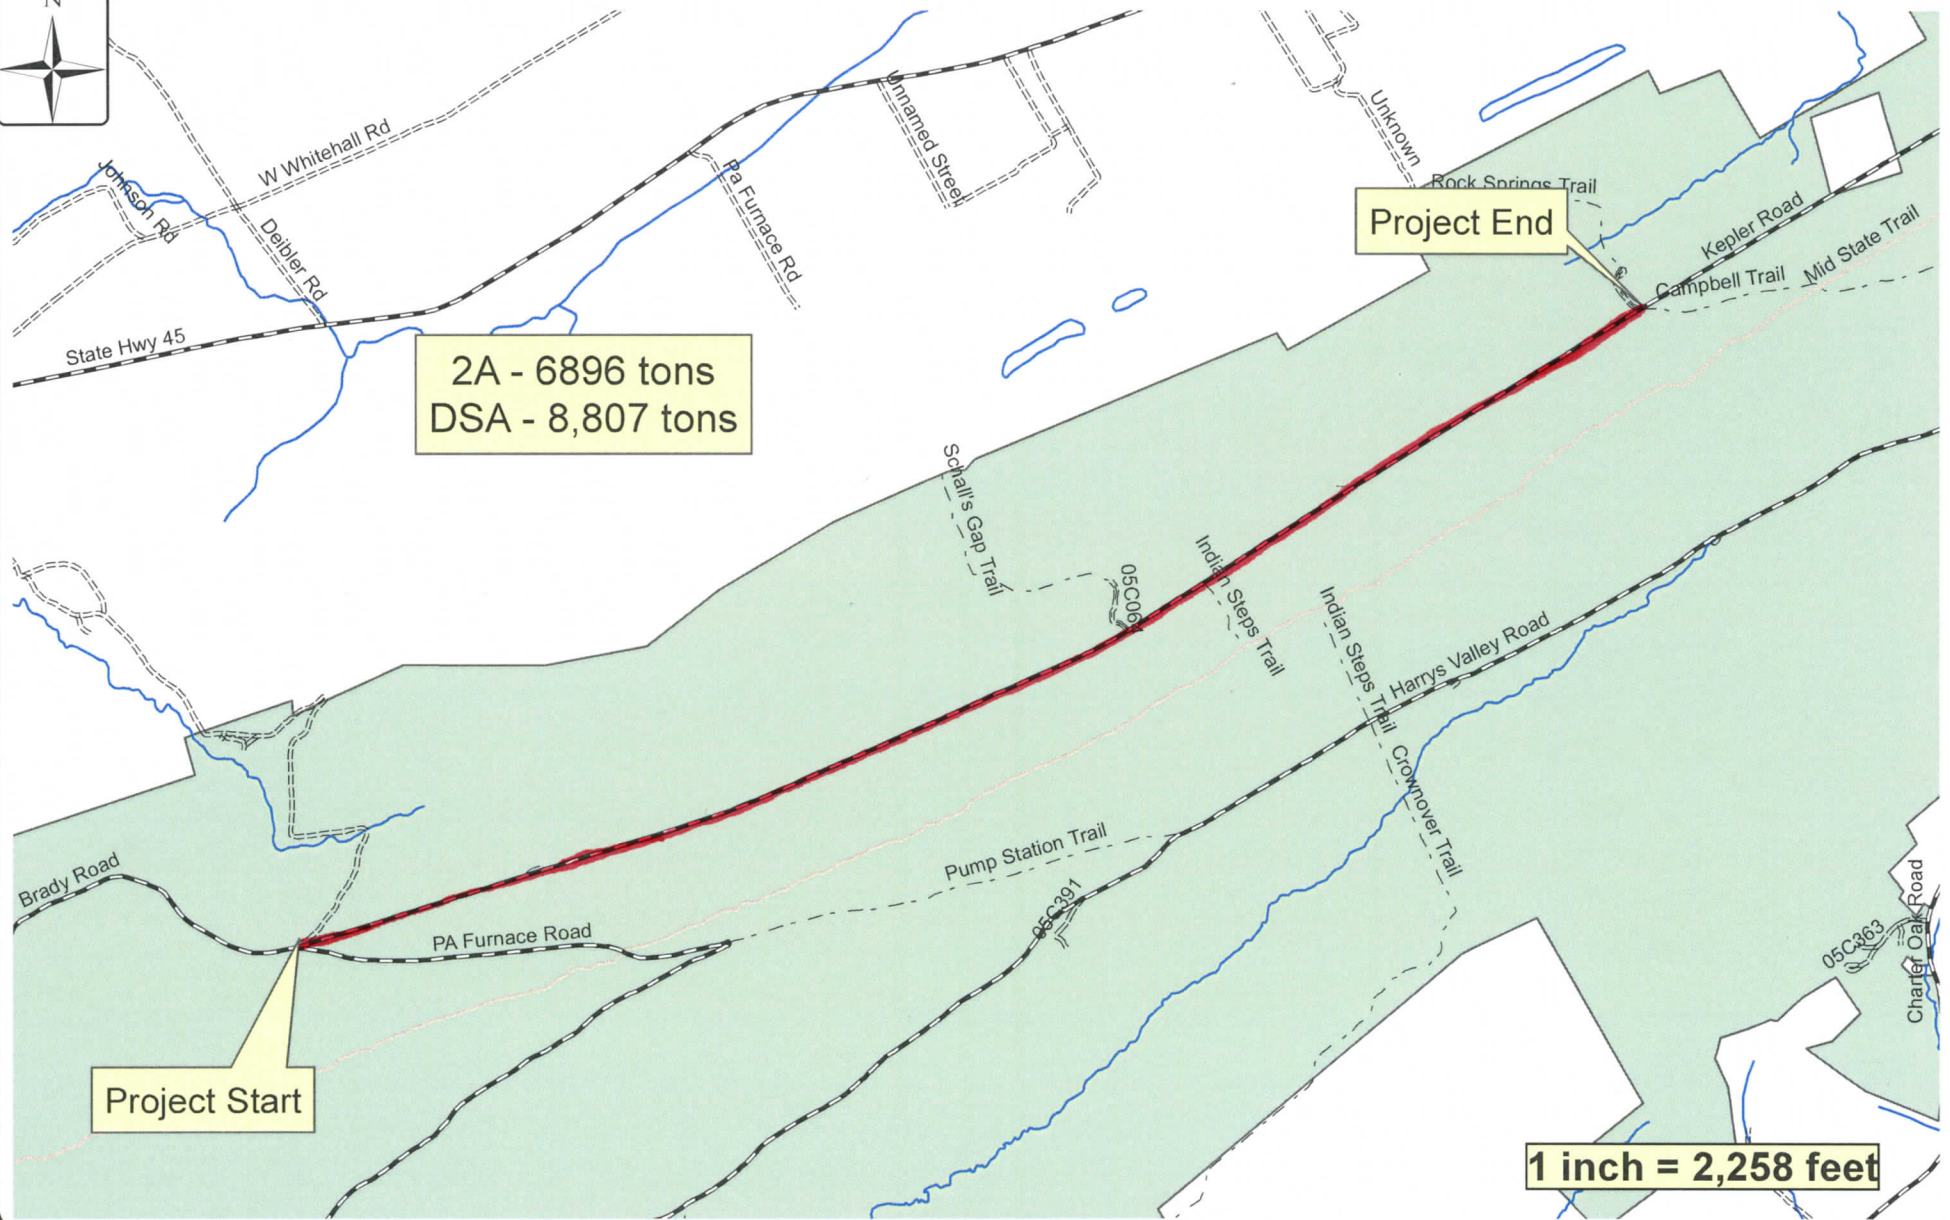 N
W Whitehall Rd
Johnson Rd
Deibler Rd
State Hwy 45
Pa Furnace Rd
Unnamed Street
Unknown
Rock Springs Trail
Project End
Kepler Road
Campbell Trail
Mid State Trail
2A - 6896 tons
DSA - 8,807 tons
Schall's Gap Trail
Indian Steps Trail
Indian Steps Trail
Harrys Valley Road
Crownover Trail
Pump Station Trail
05C391
Brady Road
PA Furnace Road
05C363
Charter Oak Road
Project Start
1 inch = 2,258 feet